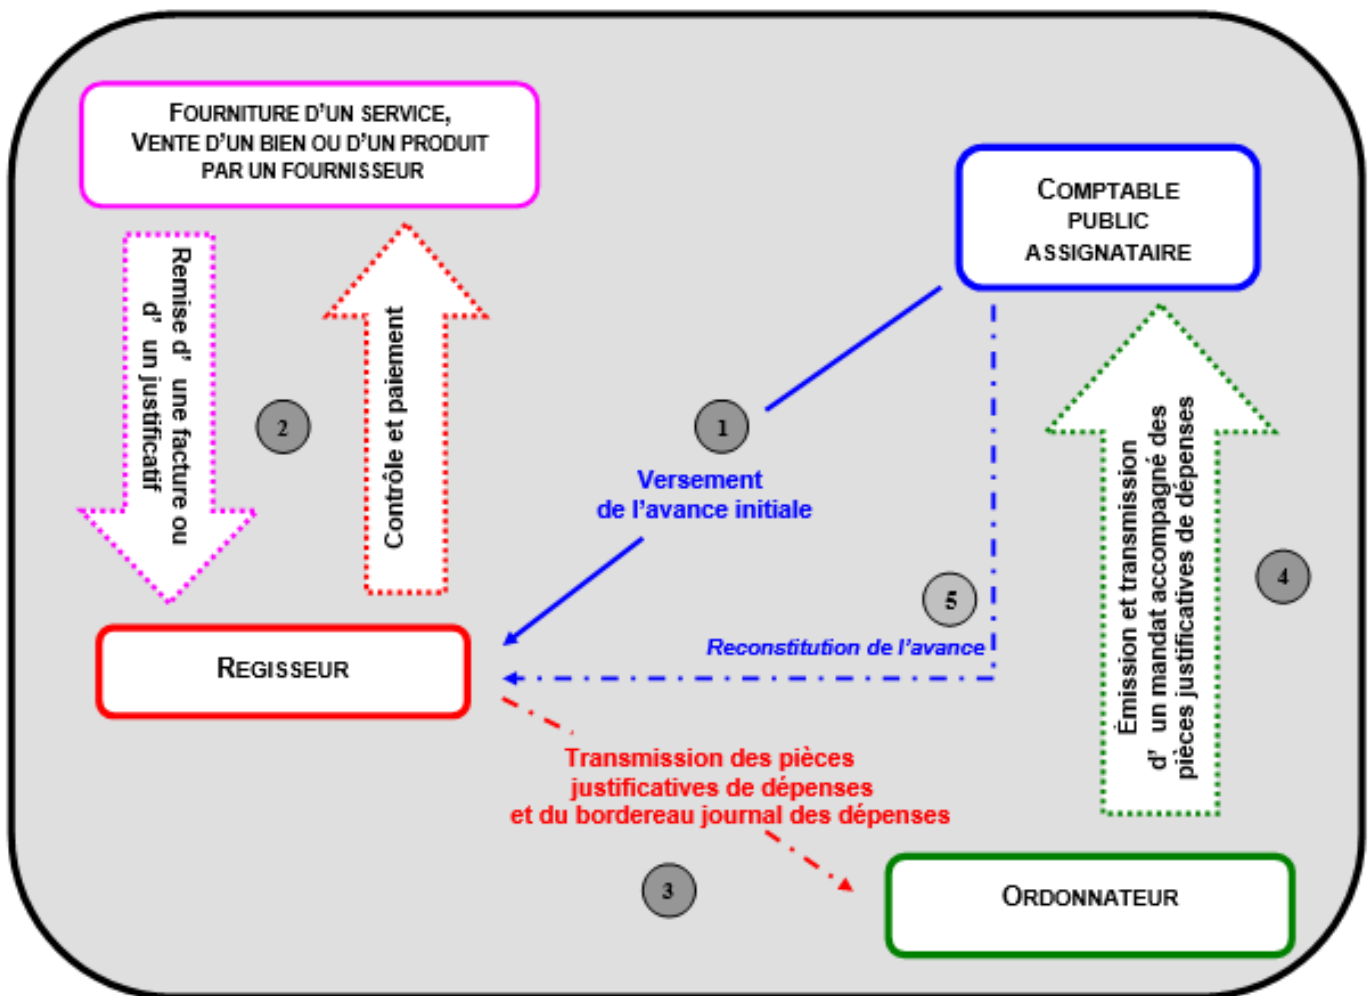 FOURNITURE D'UN SERVICE,
VENTE D'UN BIEN OU D'UN PRODUIT
PAR UN FOURNISSEUR
COMPTABLE
PUBLIC
ASSIGNATAIRE
Remise d' une facture ou
d' un justificatif
2
Contrôle et paiement
1
Versement
de l'avance initiale
Émission et transmission
d' un mandat accompagné des
pièces justificatives de dépenses
4
5
Reconstitution de l'avance
REGISSEUR
Transmission des pièces
justificatives de dépenses
et du bordereau journal des dépenses
3
ORDONNATEUR